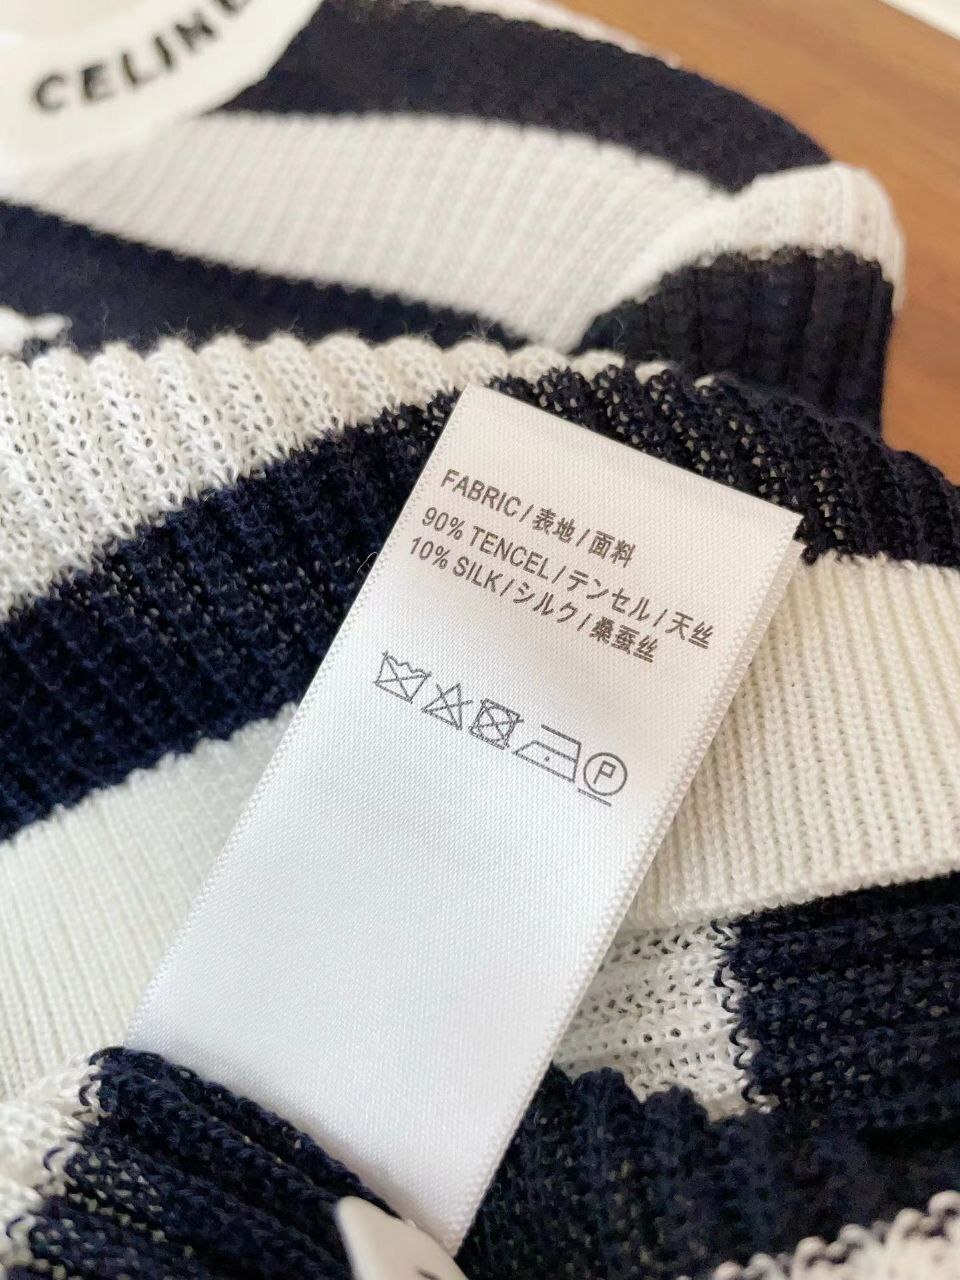 CELINE
FABRIC / 表地 / 面料
90% TENCEL / テンセル / 天丝
10% SILK / シルク / 桑蚕丝
P